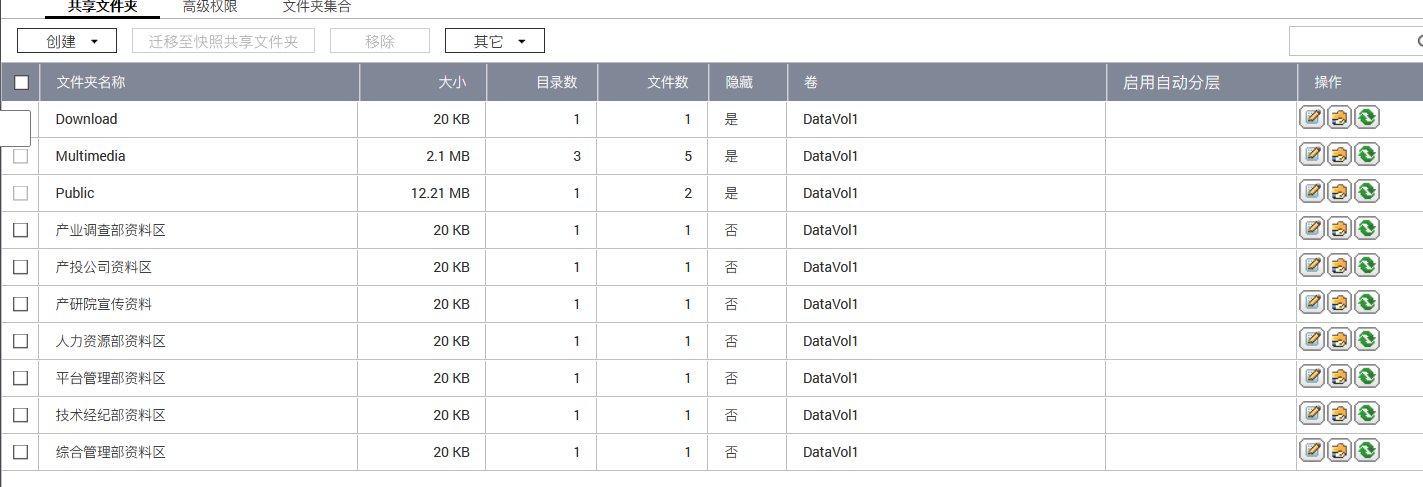 共享文件夹 高级权限 文件夹集合
创建 迁移至快照共享文件夹 移除 其它
文件夹名称 大小 目录数 文件数 隐藏 卷 启用自动分层 操作
Download 20 KB 1 1 是 DataVol1
Multimedia 2.1 MB 3 5 是 DataVol1
Public 12.21 MB 1 2 是 DataVol1
产业调查部资料区 20 KB 1 1 否 DataVol1
产投公司资料区 20 KB 1 1 否 DataVol1
产研院宣传资料 20 KB 1 1 否 DataVol1
人力资源部资料区 20 KB 1 1 否 DataVol1
平台管理部资料区 20 KB 1 1 否 DataVol1
技术经纪部资料区 20 KB 1 1 否 DataVol1
综合管理部资料区 20 KB 1 1 否 DataVol1